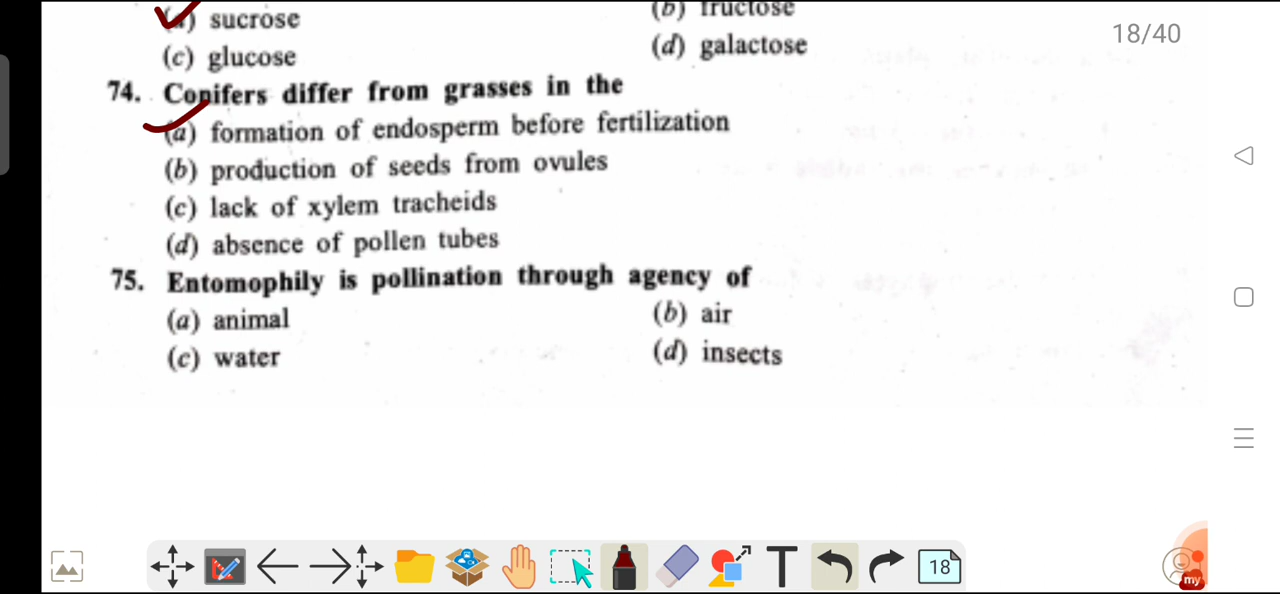 (a) sucrose (b) fructose
18/40
(c) glucose (d) galactose
74. Conifers differ from grasses in the
(a) formation of endosperm before fertilization
(b) production of seeds from ovules
(c) lack of xylem tracheids
(d) absence of pollen tubes
75. Entomophily is pollination through agency of
(a) animal (b) air
(c) water (d) insects
T
18
my